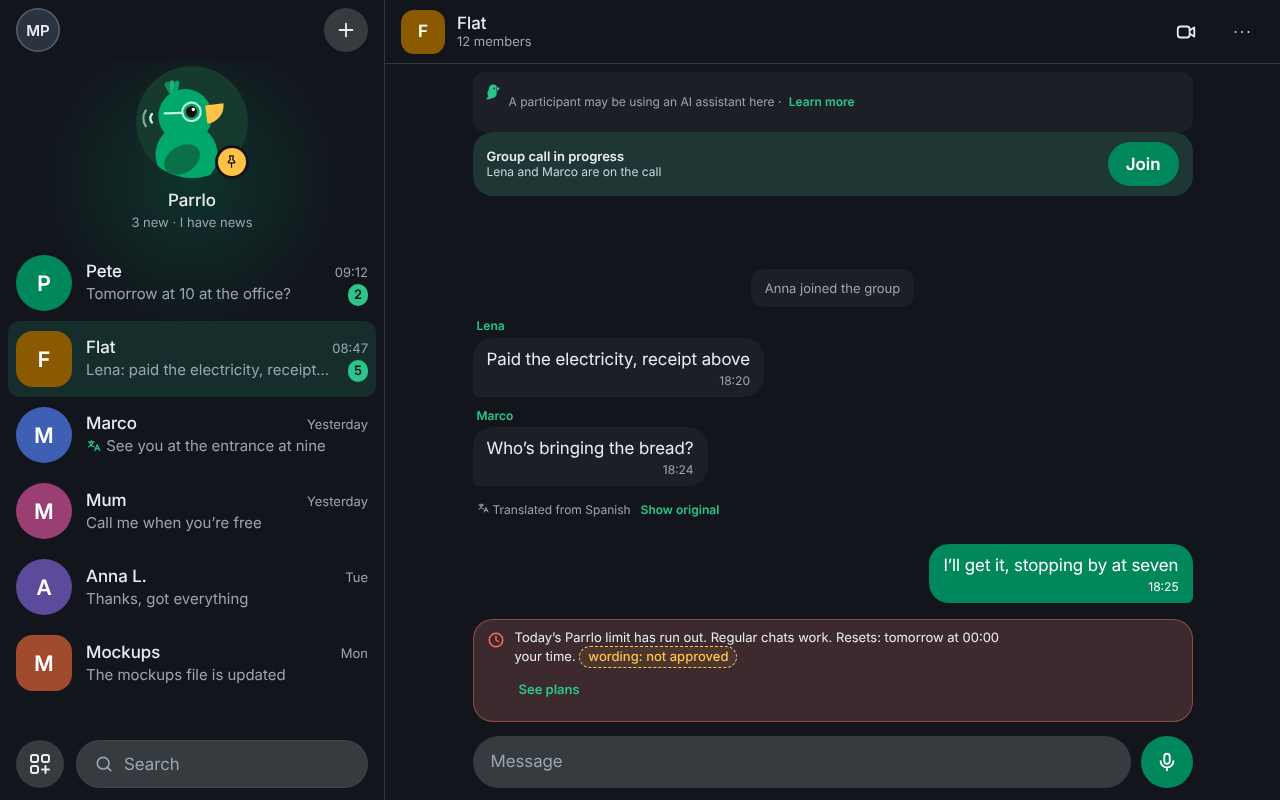 MP
Parrlo
3 new · I have news
P
Pete
09:12
Tomorrow at 10 at the office?
2
F
Flat
08:47
Lena: paid the electricity, receipt...
5
M
Marco
Yesterday
See you at the entrance at nine
M
Mum
Yesterday
Call me when you’re free
A
Anna L.
Tue
Thanks, got everything
M
Mockups
Mon
The mockups file is updated
Search
F
Flat
12 members
A participant may be using an AI assistant here · Learn more
Group call in progress
Lena and Marco are on the call
Join
Anna joined the group
Lena
Paid the electricity, receipt above
18:20
Marco
Who’s bringing the bread?
18:24
Translated from Spanish Show original
I’ll get it, stopping by at seven
18:25
Today’s Parrlo limit has run out. Regular chats work. Resets: tomorrow at 00:00
your time. wording: not approved
See plans
Message